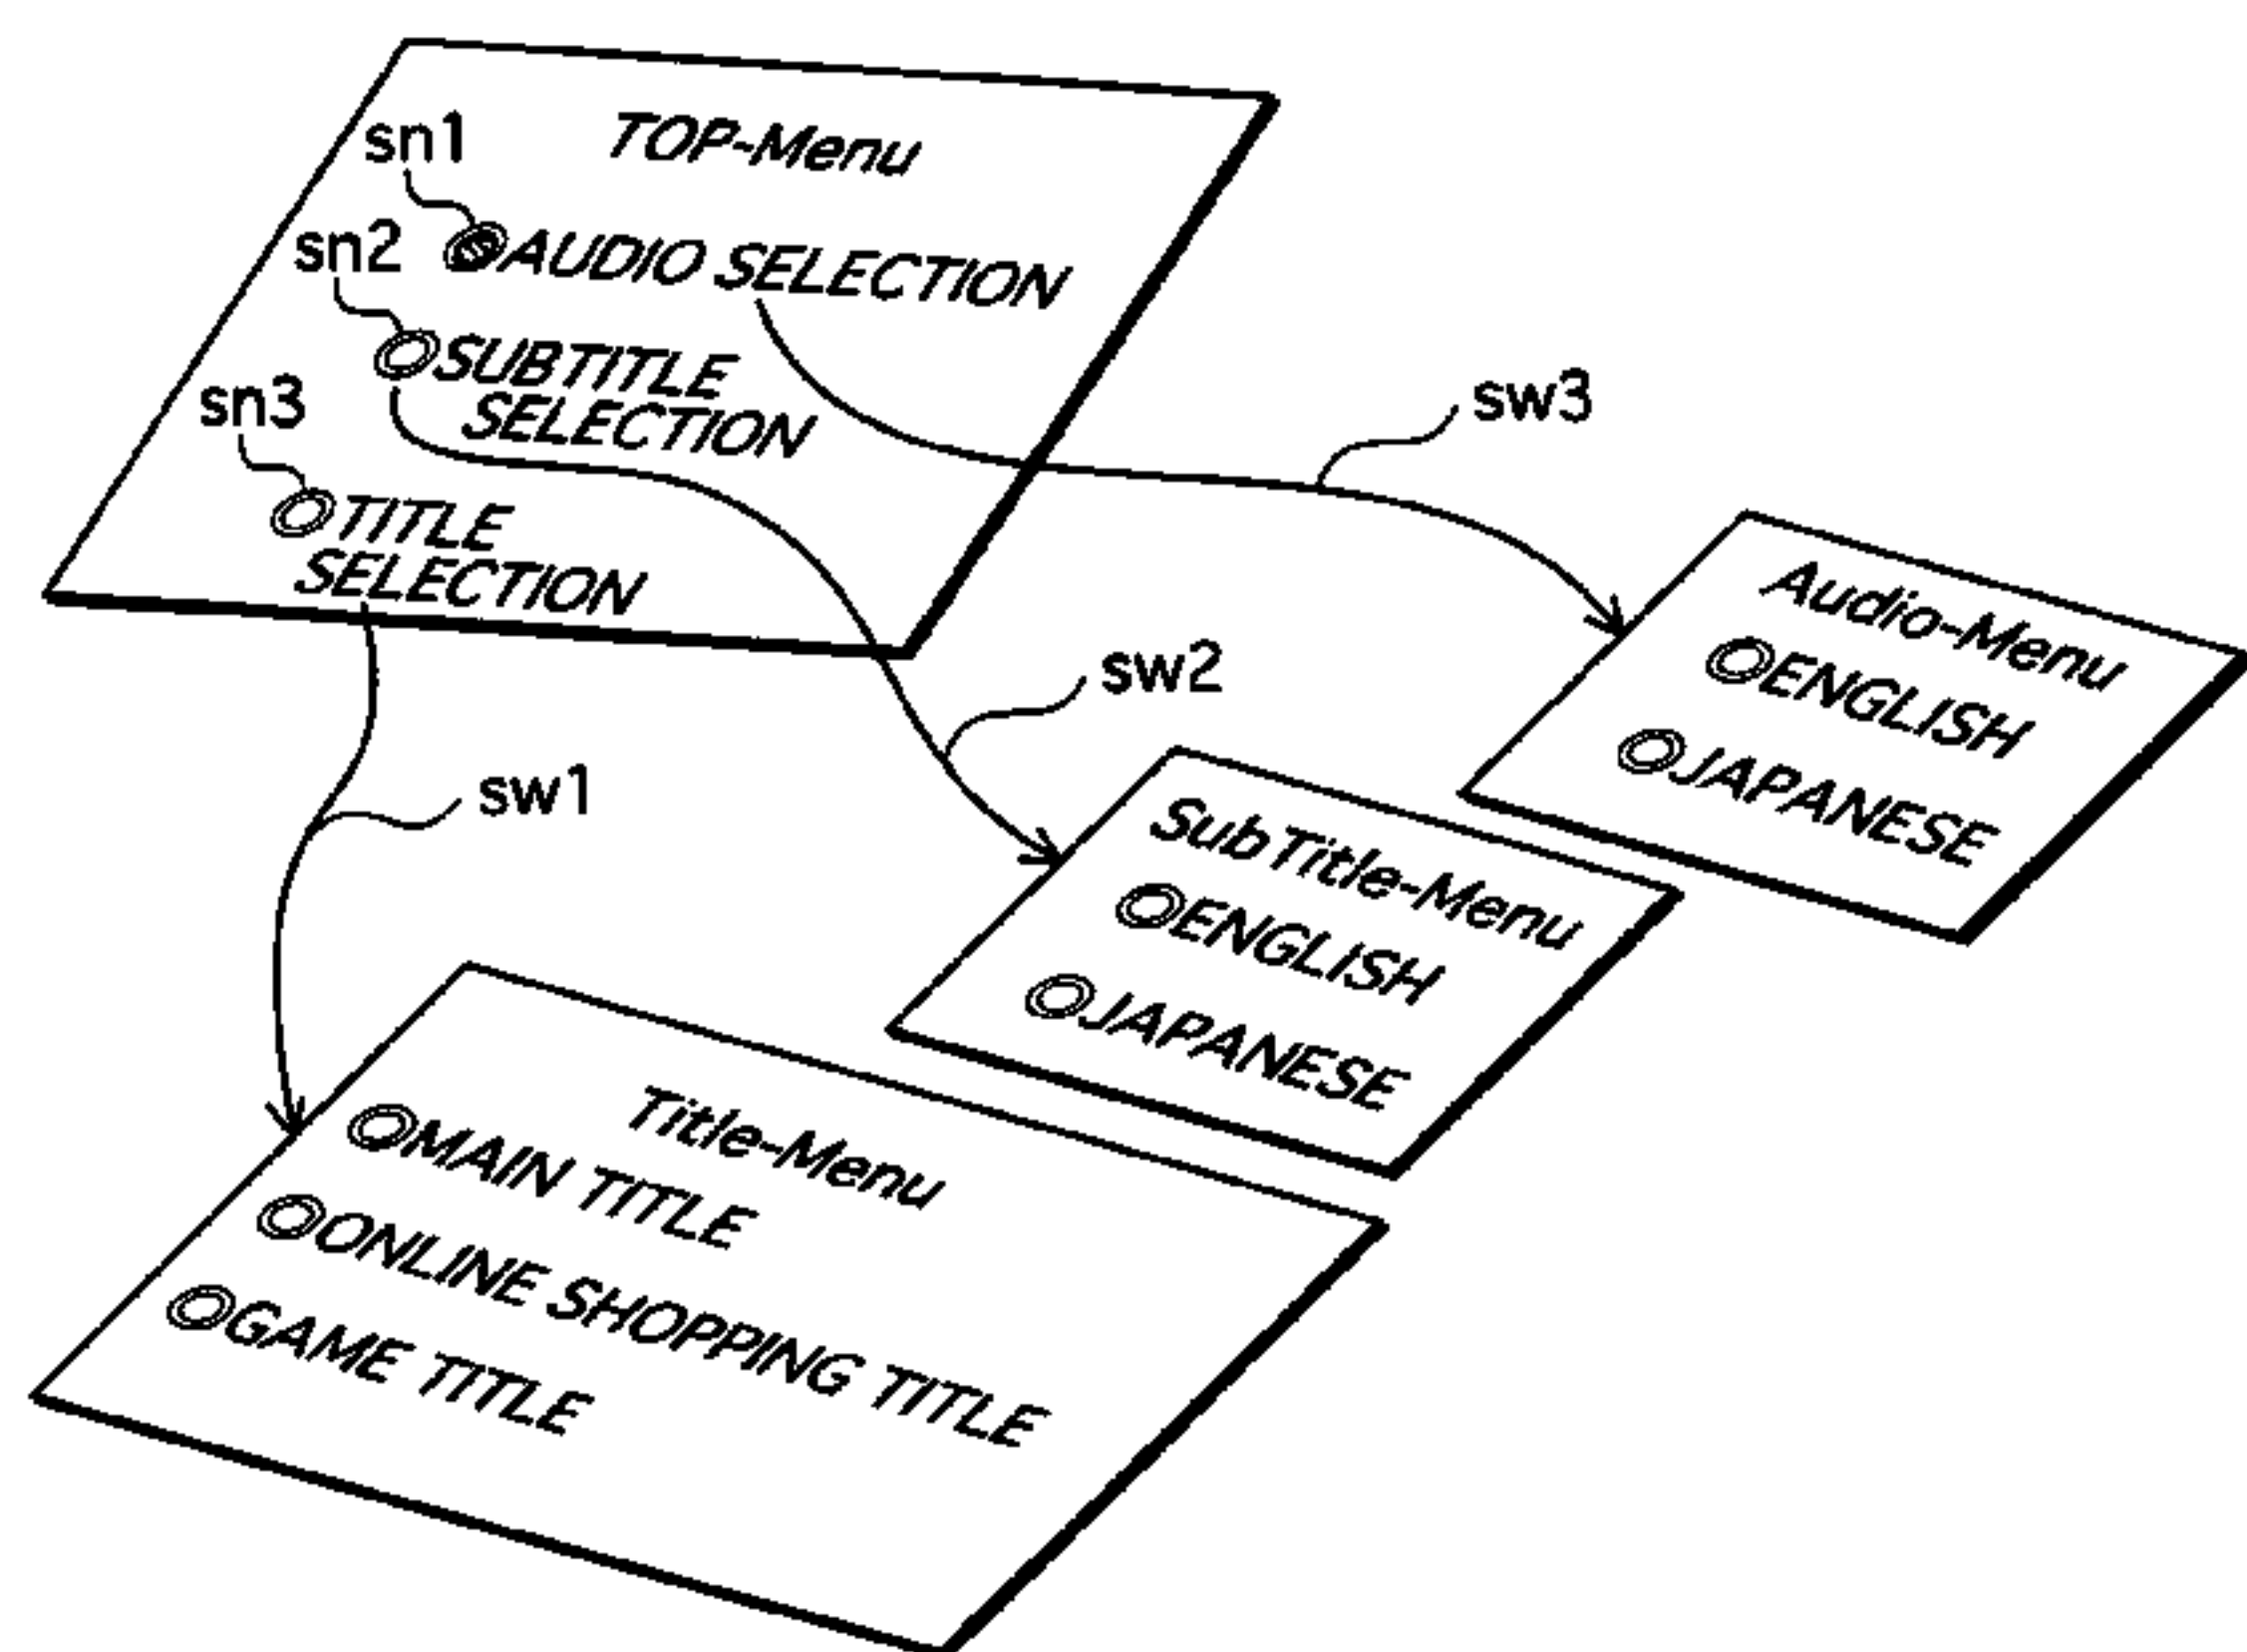 TOP-Menu
sn1
AUDIO SELECTION
sn2
SUBTITLE
SELECTION
sn3
TITLE
SELECTION
sw3
sw2
sw1
Audio-Menu
ENGLISH
JAPANESE
SubTitle-Menu
ENGLISH
JAPANESE
Title-Menu
MAIN TITLE
ONLINE SHOPPING TITLE
GAME TITLE